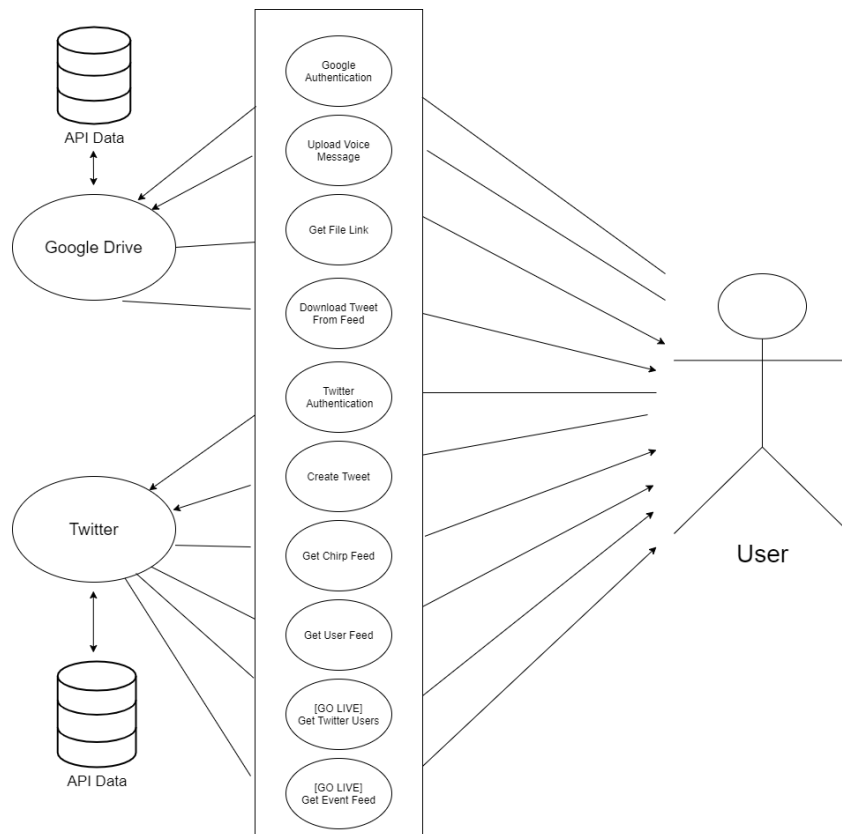 API Data
Google Drive
Twitter
API Data
Google
Authentication
Upload Voice
Message
Get File Link
Download Tweet
From Feed
Twitter
Authentication
Create Tweet
Get Chirp Feed
Get User Feed
[GO LIVE]
Get Twitter Users
[GO LIVE]
Get Event Feed
User